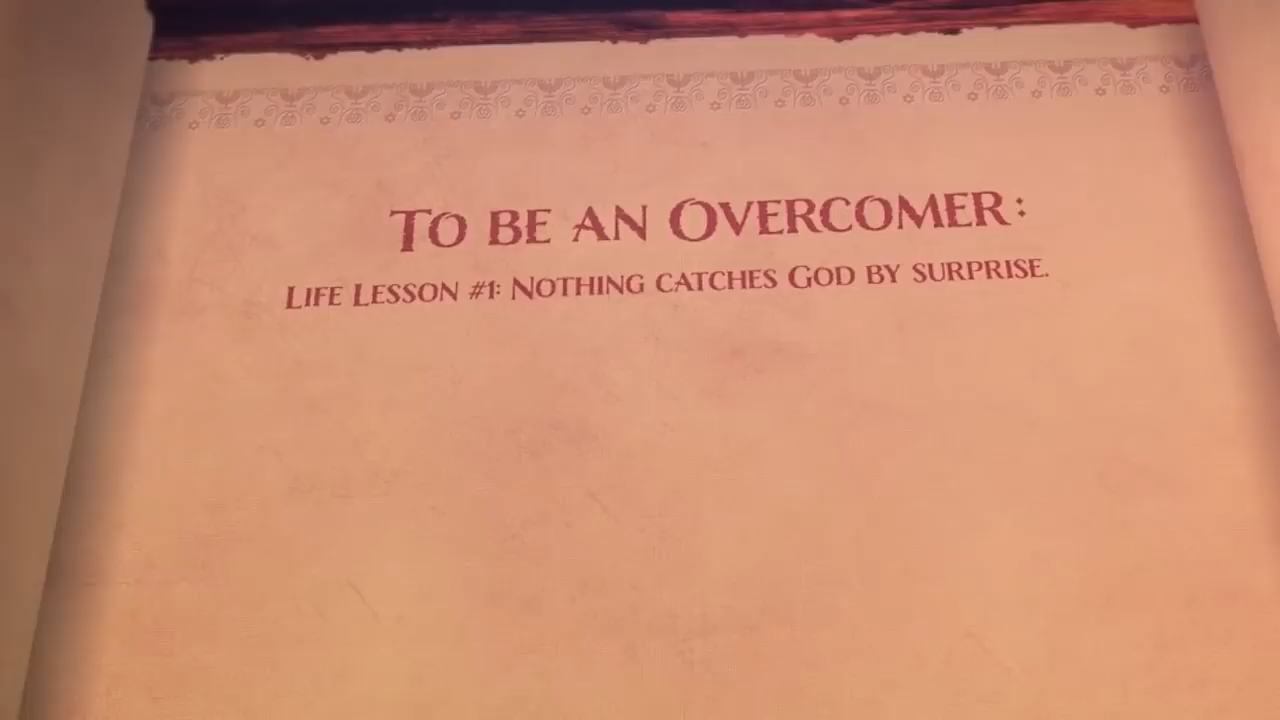 To be an Overcomer:
Life Lesson #1: Nothing catches God by surprise.